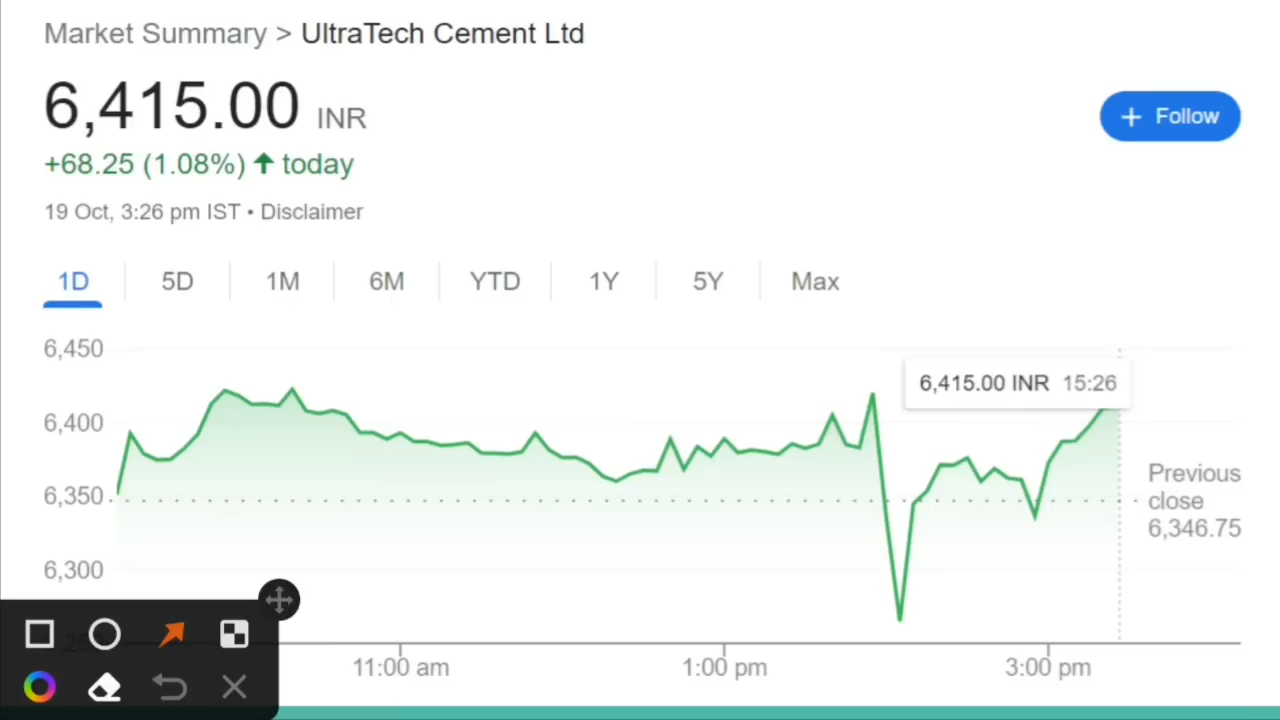 Market Summary > UltraTech Cement Ltd
6,415.00 INR
+ Follow
+68.25 (1.08%) ↑ today
19 Oct, 3:26 pm IST • Disclaimer
1D 5D 1M 6M YTD 1Y 5Y Max
6,450
6,415.00 INR 15:26
6,400
6,350
Previous
close
6,346.75
6,300
11:00 am 1:00 pm 3:00 pm